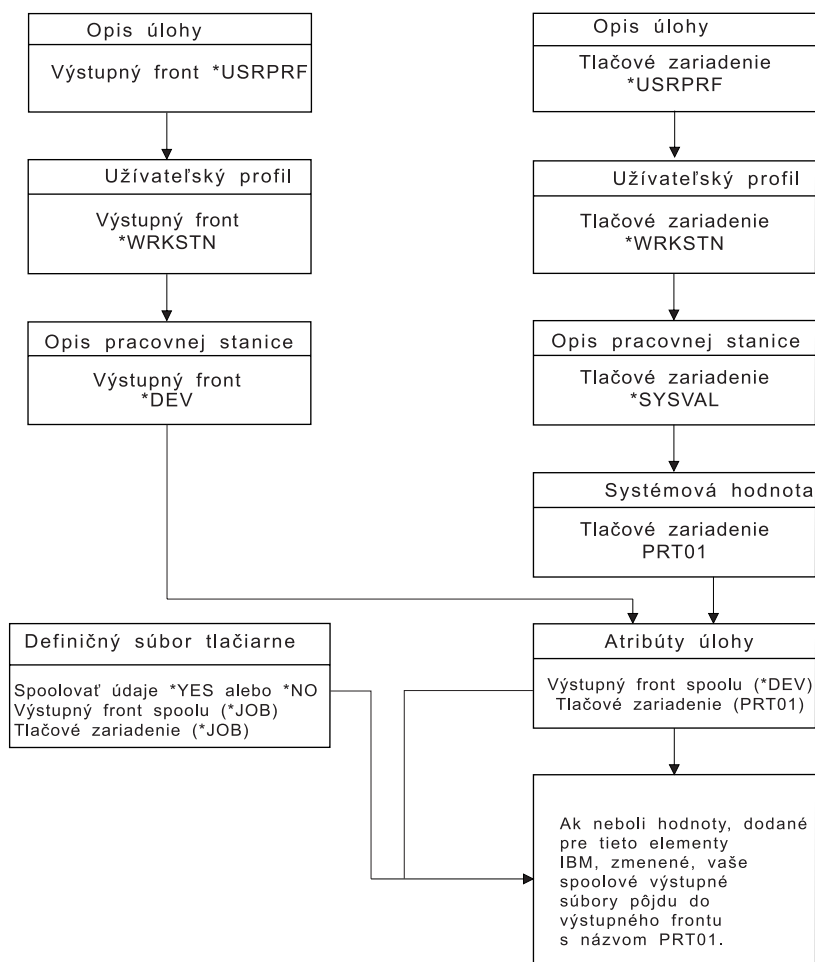 Opis úlohy
Výstupný front *USRPRF
Opis úlohy
Tlačové zariadenie
*USRPRF
Užívateľský profil
Výstupný front
*WRKSTN
Užívateľský profil
Tlačové zariadenie
*WRKSTN
Opis pracovnej stanice
Výstupný front
*DEV
Opis pracovnej stanice
Tlačové zariadenie
*SYSVAL
Systémová hodnota
Tlačové zariadenie
PRT01
Definičný súbor tlačiarne
Spoolovať údaje *YES alebo *NO
Výstupný front spoolu (*JOB)
Tlačové zariadenie (*JOB)
Atribúty úlohy
Výstupný front spoolu (*DEV)
Tlačové zariadenie (PRT01)
Ak neboli hodnoty, dodané
pre tieto elementy
IBM, zmenené, vaše
spoolové výstupné
súbory pôjdu do
výstupného frontu
s názvom PRT01.